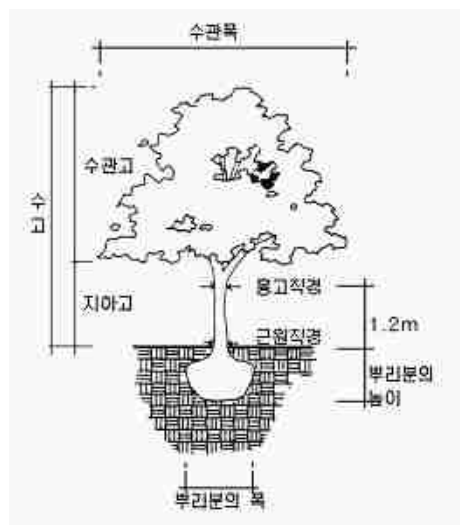 수관폭
수관고
수고
지하고
흉고직경
1.2m
근원직경
뿌리분의
높이
뿌리분의 폭